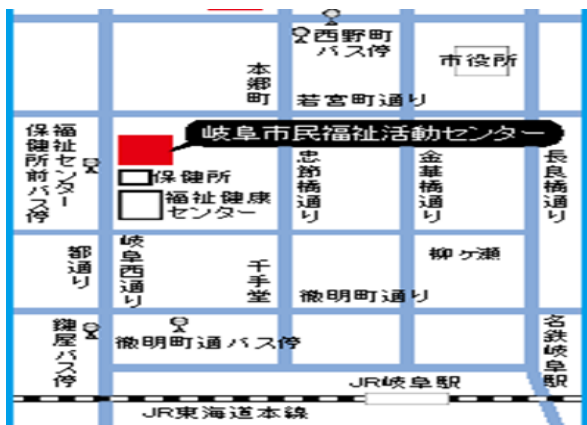 西野町
バス停
市役所
本郷町
若宮町通り
岐阜市民福祉活動センター
福祉センター
保健所前バス停
保健所
福祉健康
センター
忠節橋通り
金華橋通り
長良橋通り
都通り
岐阜西通り
千手堂
柳ヶ瀬
徹明町通り
鍵屋バス停
徹明町通バス停
名鉄岐阜駅
JR岐阜駅
JR東海道本線